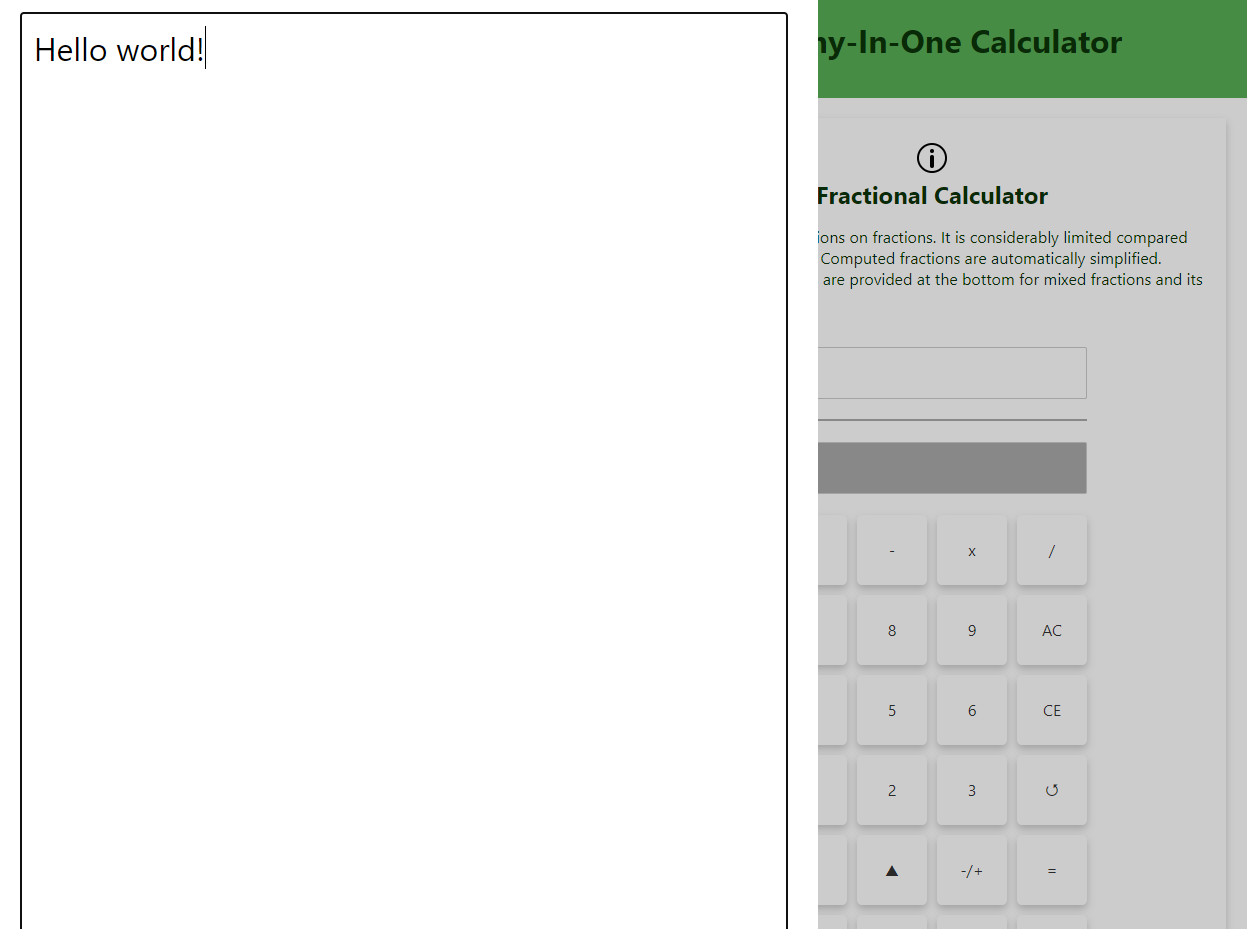 Hello world!
ny-In-One Calculator
Fractional Calculator
ions on fractions. It is considerably limited compared
Computed fractions are automatically simplified.
are provided at the bottom for mixed fractions and its
- x /
8 9 AC
5 6 CE
2 3 ↺
▲ -/+ =